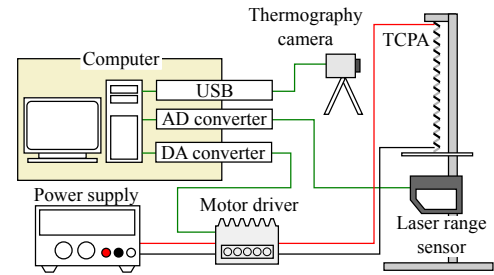 Thermography
camera
TCPA
Computer
USB
AD converter
DA converter
Power supply
Motor driver
Laser range
sensor